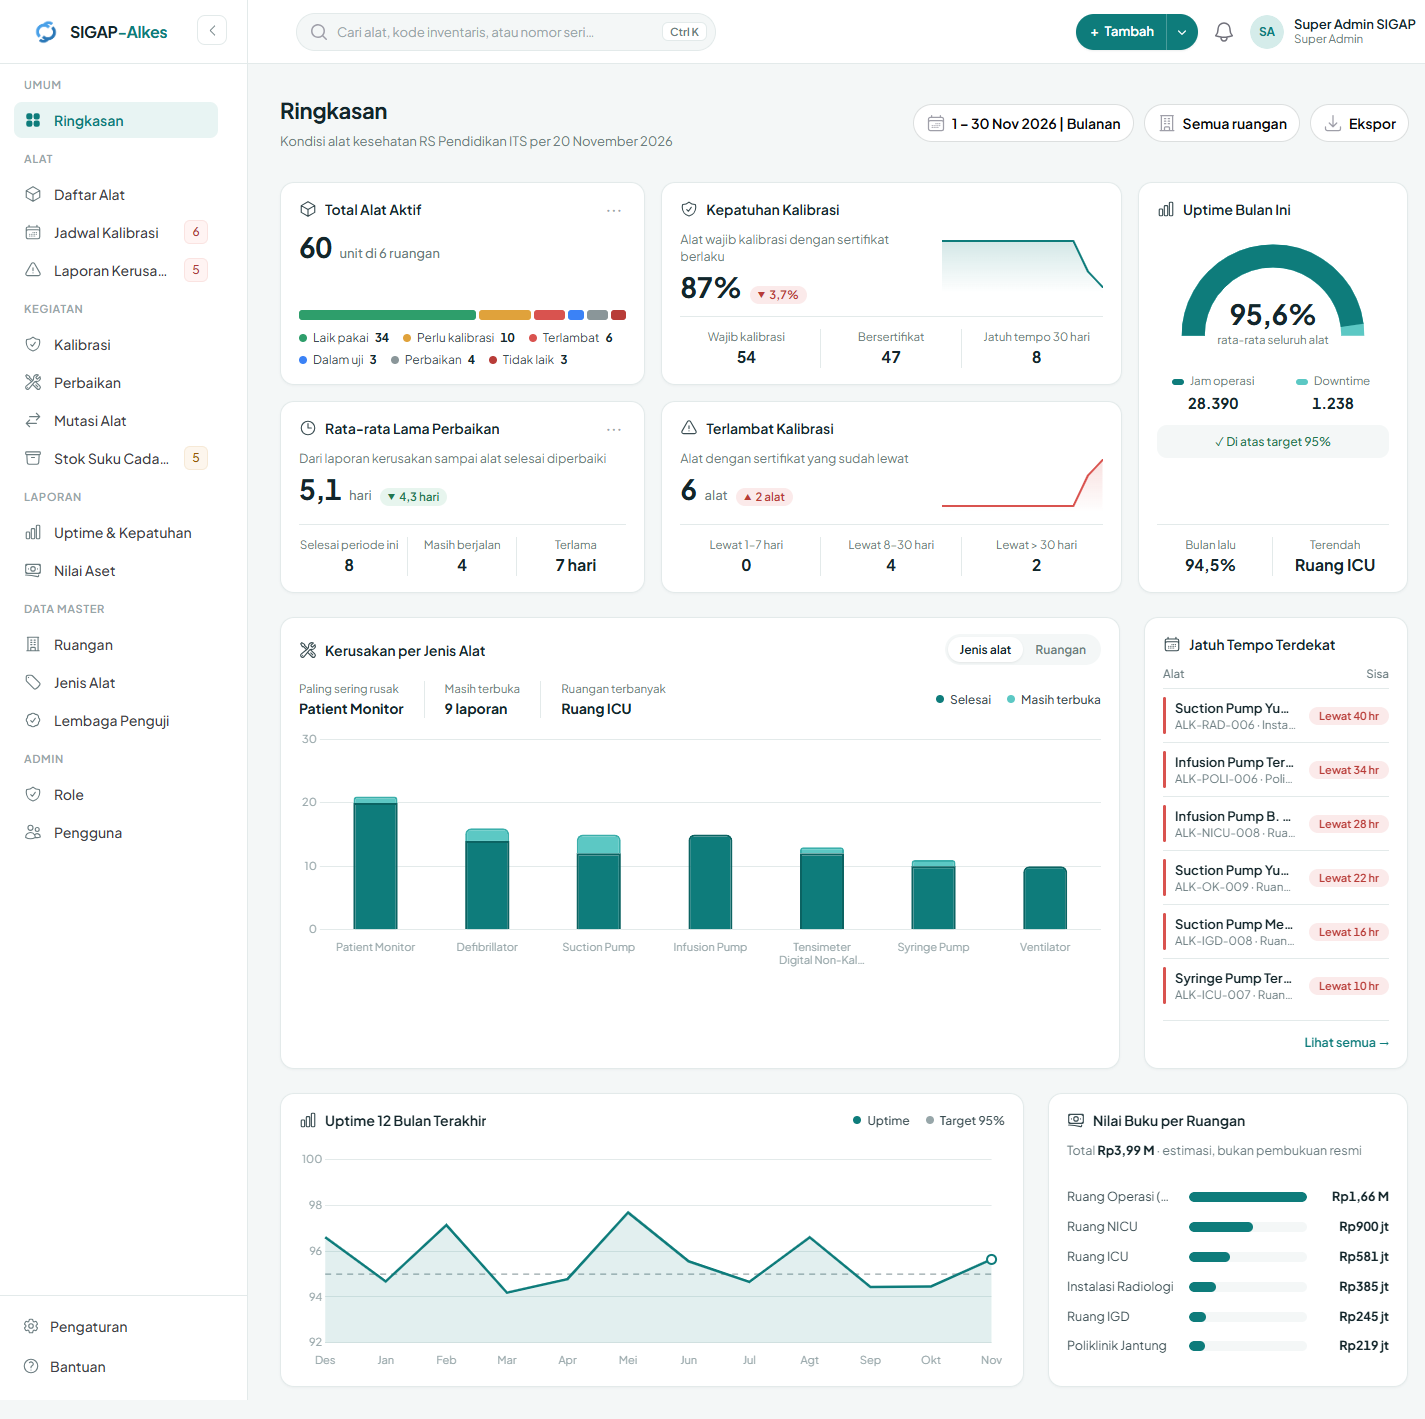 SIGAP-Alkes
Cari alat, kode inventaris, atau nomor seri...
Ctrl K
+ Tambah
SA
Super Admin SIGAP
Super Admin
UMUM
Ringkasan
ALAT
Daftar Alat
Jadwal Kalibrasi 6
Laporan Kerusa... 5
KEGIATAN
Kalibrasi
Perbaikan
Mutasi Alat
Stok Suku Cada... 5
LAPORAN
Uptime & Kepatuhan
Nilai Aset
DATA MASTER
Ruangan
Jenis Alat
Lembaga Penguji
ADMIN
Role
Pengguna
Pengaturan
Bantuan
Ringkasan
Kondisi alat kesehatan RS Pendidikan ITS per 20 November 2026
1 – 30 Nov 2026 | Bulanan
Semua ruangan
Ekspor
Total Alat Aktif
60 unit di 6 ruangan
Laik pakai 34
Perlu kalibrasi 10
Terlambat 6
Dalam uji 3
Perbaikan 4
Tidak laik 3
Kepatuhan Kalibrasi
Alat wajib kalibrasi dengan sertifikat
berlaku
87% ▼ 3,7%
Wajib kalibrasi
54
Bersertifikat
47
Jatuh tempo 30 hari
8
Uptime Bulan Ini
95,6%
rata-rata seluruh alat
Jam operasi
28.390
Downtime
1.238
✓ Di atas target 95%
Bulan lalu
94,5%
Terendah
Ruang ICU
Rata-rata Lama Perbaikan
Dari laporan kerusakan sampai alat selesai diperbaiki
5,1 hari ▼ 4,3 hari
Selesai periode ini
8
Masih berjalan
4
Terlama
7 hari
Terlambat Kalibrasi
Alat dengan sertifikat yang sudah lewat
6 alat ▲ 2 alat
Lewat 1–7 hari
0
Lewat 8–30 hari
4
Lewat > 30 hari
2
Kerusakan per Jenis Alat
Jenis alat
Ruangan
Paling sering rusak
Patient Monitor
Masih terbuka
9 laporan
Ruangan terbanyak
Ruang ICU
Selesai
Masih terbuka
30
20
10
0
Patient Monitor
Defibrillator
Suction Pump
Infusion Pump
Tensimeter
Digital Non-Kal...
Syringe Pump
Ventilator
Jatuh Tempo Terdekat
Alat
Sisa
Suction Pump Yu...
ALK-RAD-006 · Insta...
Lewat 40 hr
Infusion Pump Ter...
ALK-POLI-006 · Poli...
Lewat 34 hr
Infusion Pump B. ...
ALK-NICU-008 · Rua...
Lewat 28 hr
Suction Pump Yu...
ALK-OK-009 · Ruan...
Lewat 22 hr
Suction Pump Me...
ALK-IGD-008 · Ruan...
Lewat 16 hr
Syringe Pump Ter...
ALK-ICU-007 · Ruan...
Lewat 10 hr
Lihat semua →
Uptime 12 Bulan Terakhir
Uptime
Target 95%
100
98
96
94
92
Des
Jan
Feb
Mar
Apr
Mei
Jun
Jul
Agt
Sep
Okt
Nov
Nilai Buku per Ruangan
Total Rp3,99 M · estimasi, bukan pembukuan resmi
Ruang Operasi (... Rp1,66 M
Ruang NICU Rp900 jt
Ruang ICU Rp581 jt
Instalasi Radiologi Rp385 jt
Ruang IGD Rp245 jt
Poliklinik Jantung Rp219 jt